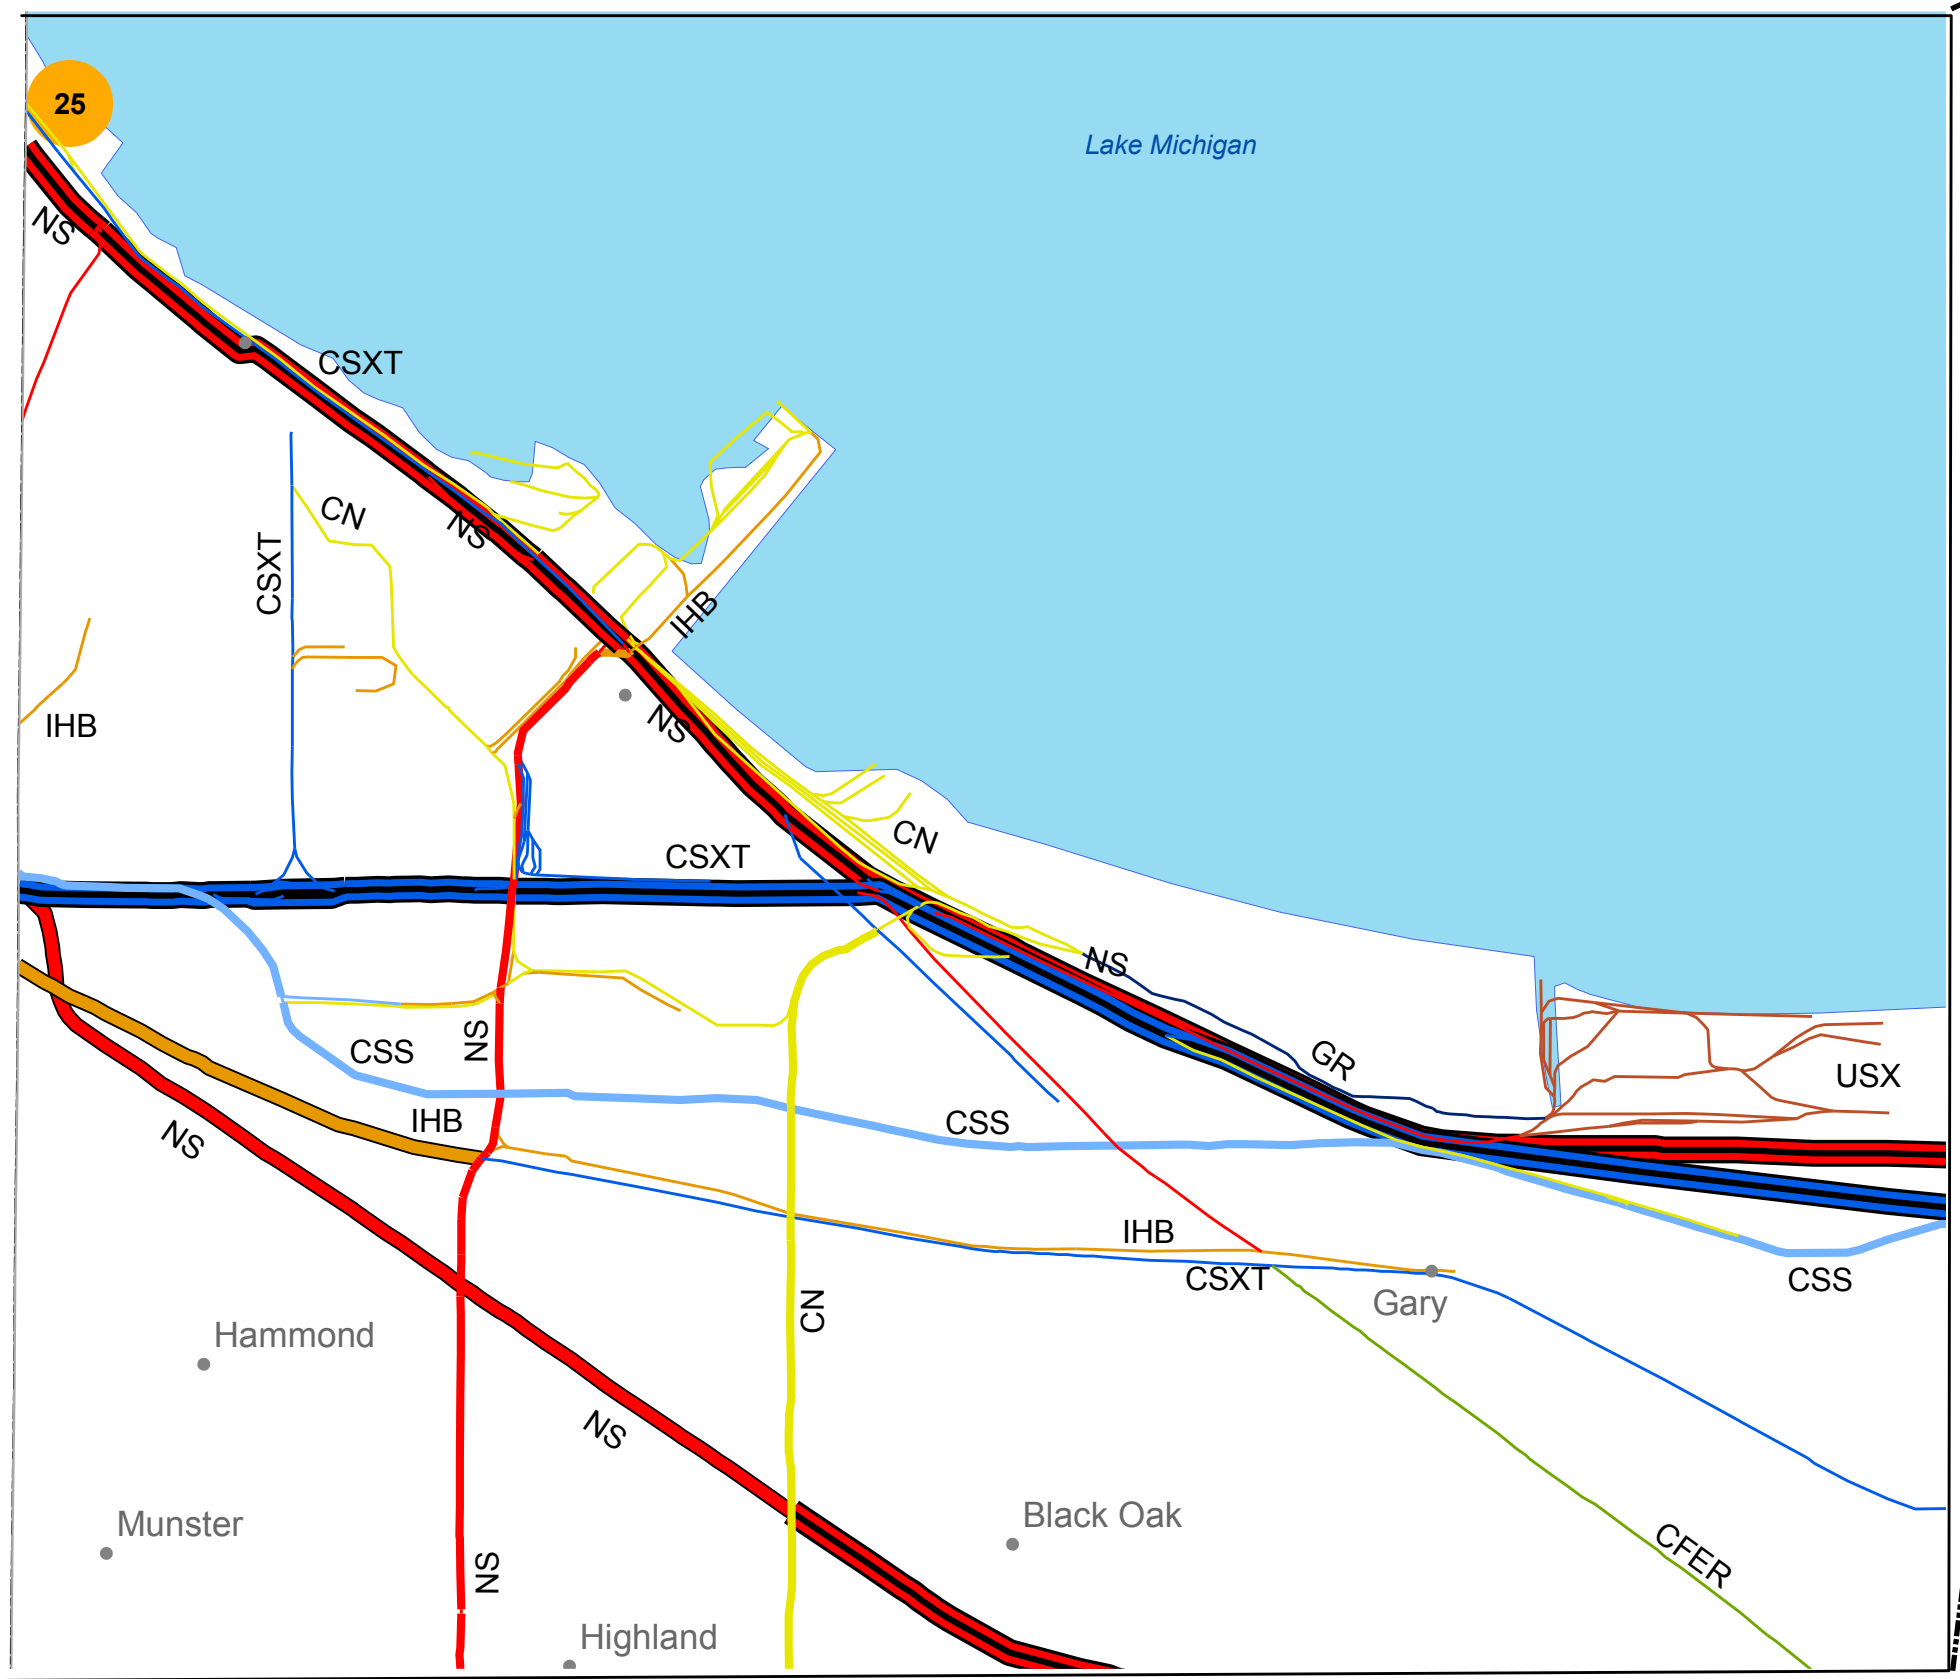 25
Lake Michigan
NS
CSXT
CN
NS
CSXT
IHB
NS
IHB
CN
CSXT
NS
NS
CSS
GR
USX
IHB
CSS
NS
IHB
CSXT
CSS
Gary
CN
Hammond
NS
Black Oak
Munster
CFER
NS
Highland